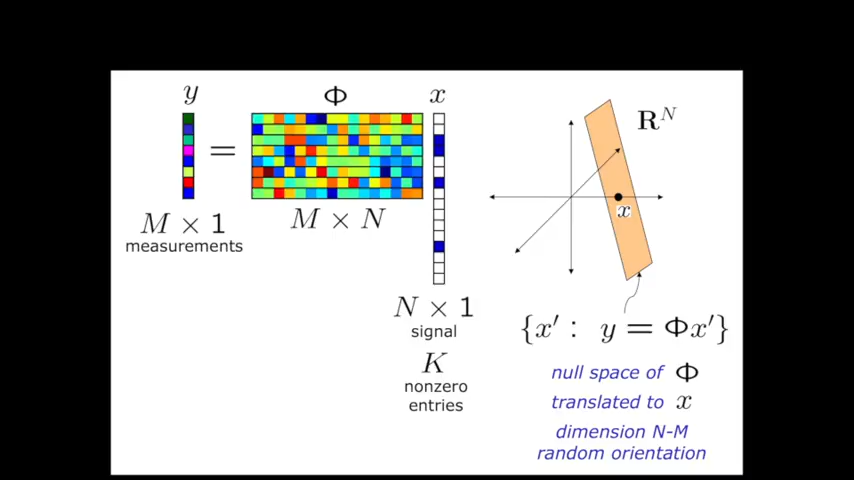 y = Φ x
M × 1
measurements
M × N
N × 1
signal
K
nonzero
entries
R^N
x
{x′ : y = Φx′}
null space of Φ
translated to x
dimension N-M
random orientation